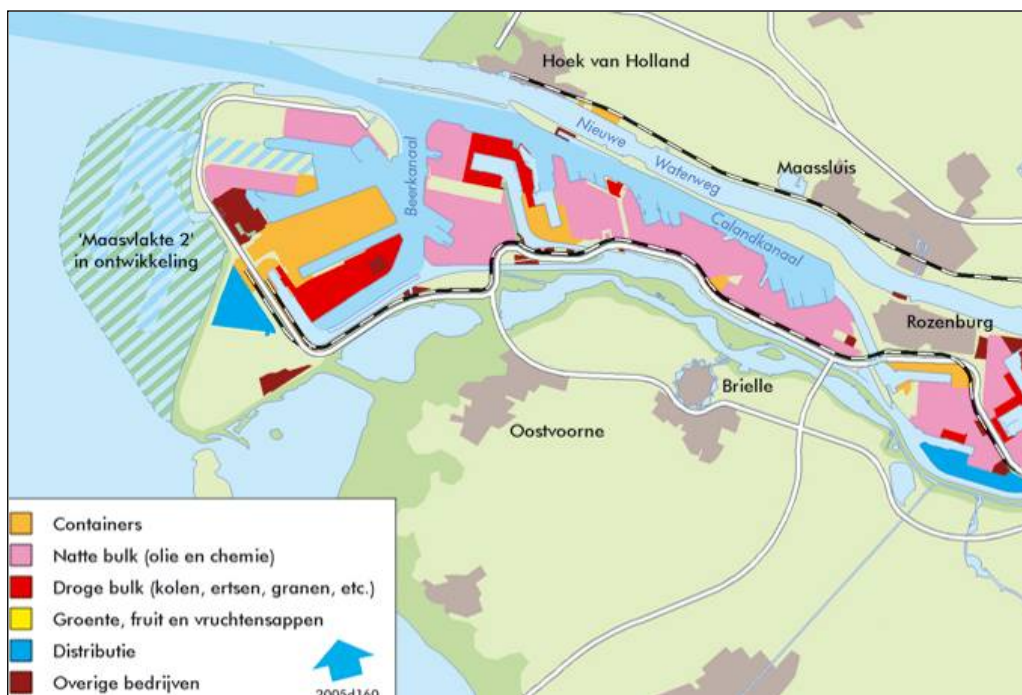 Hoek van Holland
Nieuwe
Waterweg
Maassluis
Beerkanaal
Calandkanaal
'Maasvlakte 2'
in ontwikkeling
Rozenburg
Brielle
Oostvoorne
Containers
Natte bulk (olie en chemie)
Droge bulk (kolen, ertsen, granen, etc.)
Groente, fruit en vruchtensappen
Distributie
Overige bedrijven
2005d160